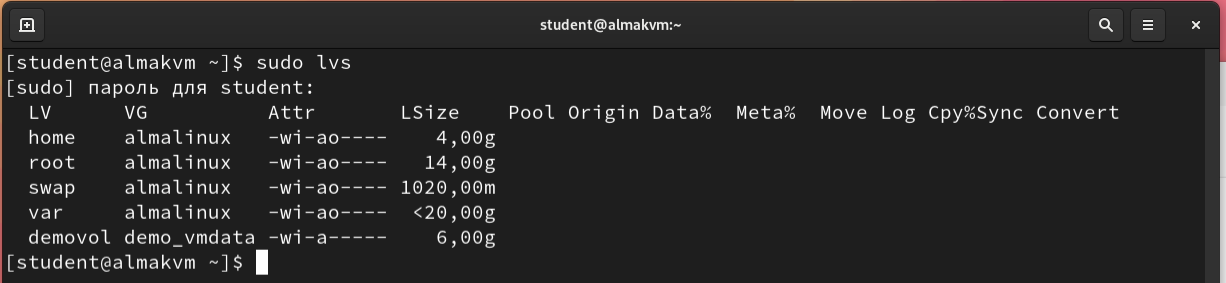 student@almakvm:~
[student@almakvm ~]$ sudo lvs
[sudo] пароль для student:
  LV      VG         Attr       LSize    Pool Origin Data%  Meta%  Move Log Cpy%Sync Convert
  home    almalinux   -wi-ao----    4,00g
  root    almalinux   -wi-ao----   14,00g
  swap    almalinux   -wi-ao---- 1020,00m
  var     almalinux   -wi-ao----  <20,00g
  demovol demo_vmdata -wi-a-----    6,00g
[student@almakvm ~]$